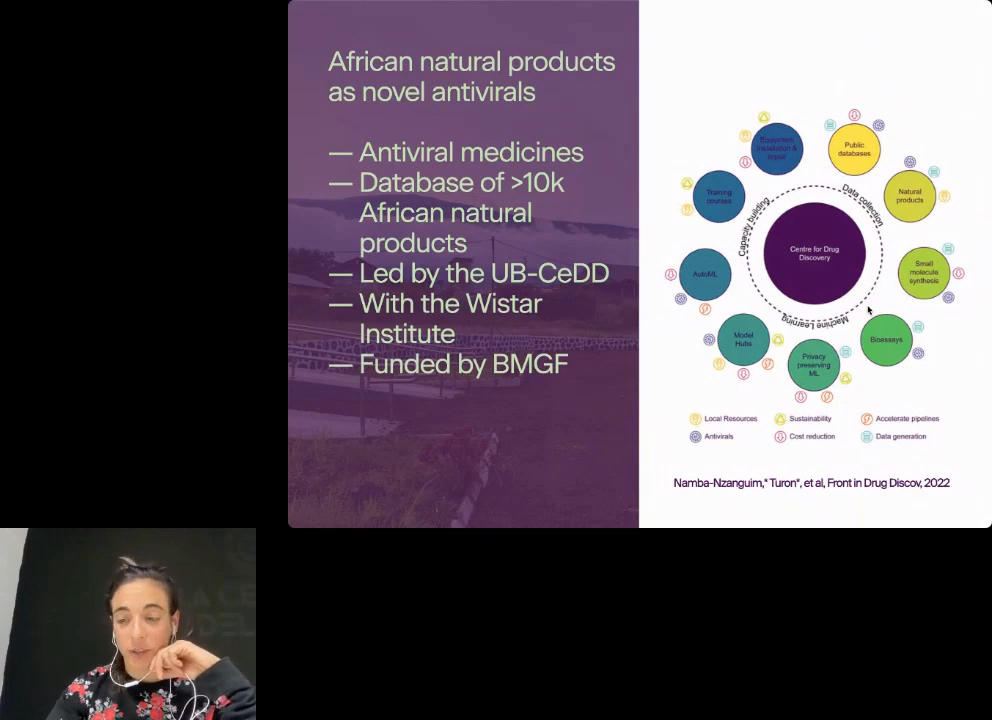 African natural products
as novel antivirals
— Antiviral medicines
— Database of >10k
African natural
products
— Led by the UB-CeDD
— With the Wistar
Institute
— Funded by BMGF
Ecosystem
installation &
repair
Public
databases
Training
courses
Natural
products
Capacity building
Data collection
Centre for Drug
Discovery
AutoML
Small
molecule
synthesis
Machine Learning
Model
Hubs
Bioassays
Privacy
preserving
ML
Local Resources
Sustainability
Accelerate pipelines
Antivirals
Cost reduction
Data generation
Namba-Nzanguim,* Turon*, et al, Front in Drug Discov, 2022